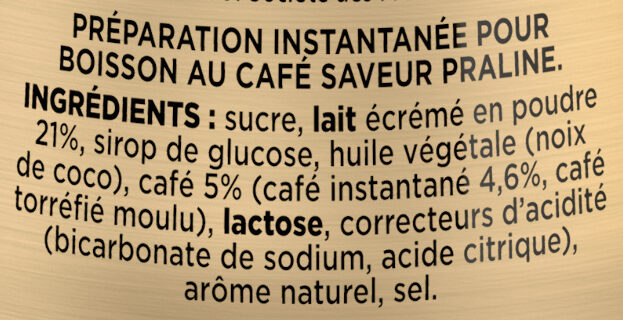 PRÉPARATION INSTANTANÉE POUR
BOISSON AU CAFÉ SAVEUR PRALINE.
INGRÉDIENTS : sucre, lait écrémé en poudre
21%, sirop de glucose, huile végétale (noix
de coco), café 5% (café instantané 4,6%, café
torréfié moulu), lactose, correcteurs d'acidité
(bicarbonate de sodium, acide citrique),
arôme naturel, sel.